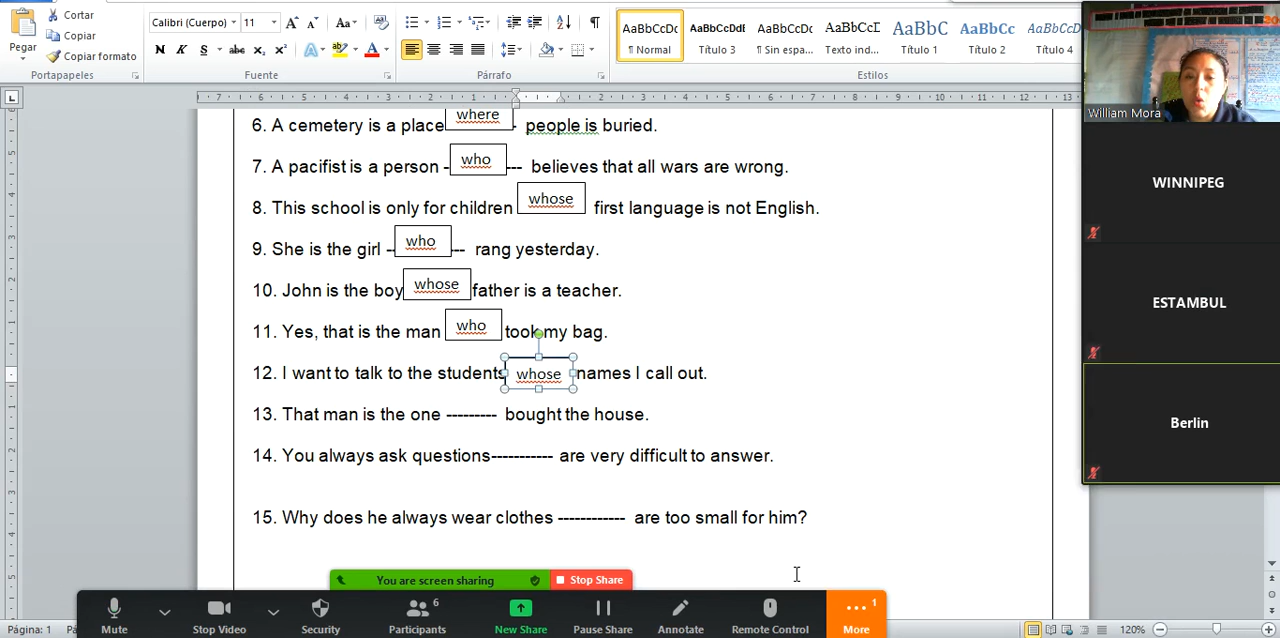 Cortar
Copiar
Copiar formato
Pegar
Portapapeles
Calibri (Cuerpo)
11
N K S abc x₂ x²
Fuente
Párrafo
AaBbCcDc AaBbCcDdI AaBbCcDc AaBbCcD AaBbC AaBbCc AaBbCcD
¶ Normal Título 3 ¶ Sin espa... Texto ind... Título 1 Título 2 Título 4
Estilos
William Mora
WINNIPEG
ESTAMBUL
Berlin
6. A cemetery is a place where - people is buried.
7. A pacifist is a person - who --- believes that all wars are wrong.
8. This school is only for children whose first language is not English.
9. She is the girl -- who --- rang yesterday.
10. John is the boy whose father is a teacher.
11. Yes, that is the man who took my bag.
12. I want to talk to the students whose names I call out.
13. That man is the one --------- bought the house.
14. You always ask questions----------- are very difficult to answer.
15. Why does he always wear clothes ------------ are too small for him?
You are screen sharing Stop Share
Mute Stop Video Security Participants 6 New Share Pause Share Annotate Remote Control More 1
Página: 1
120%